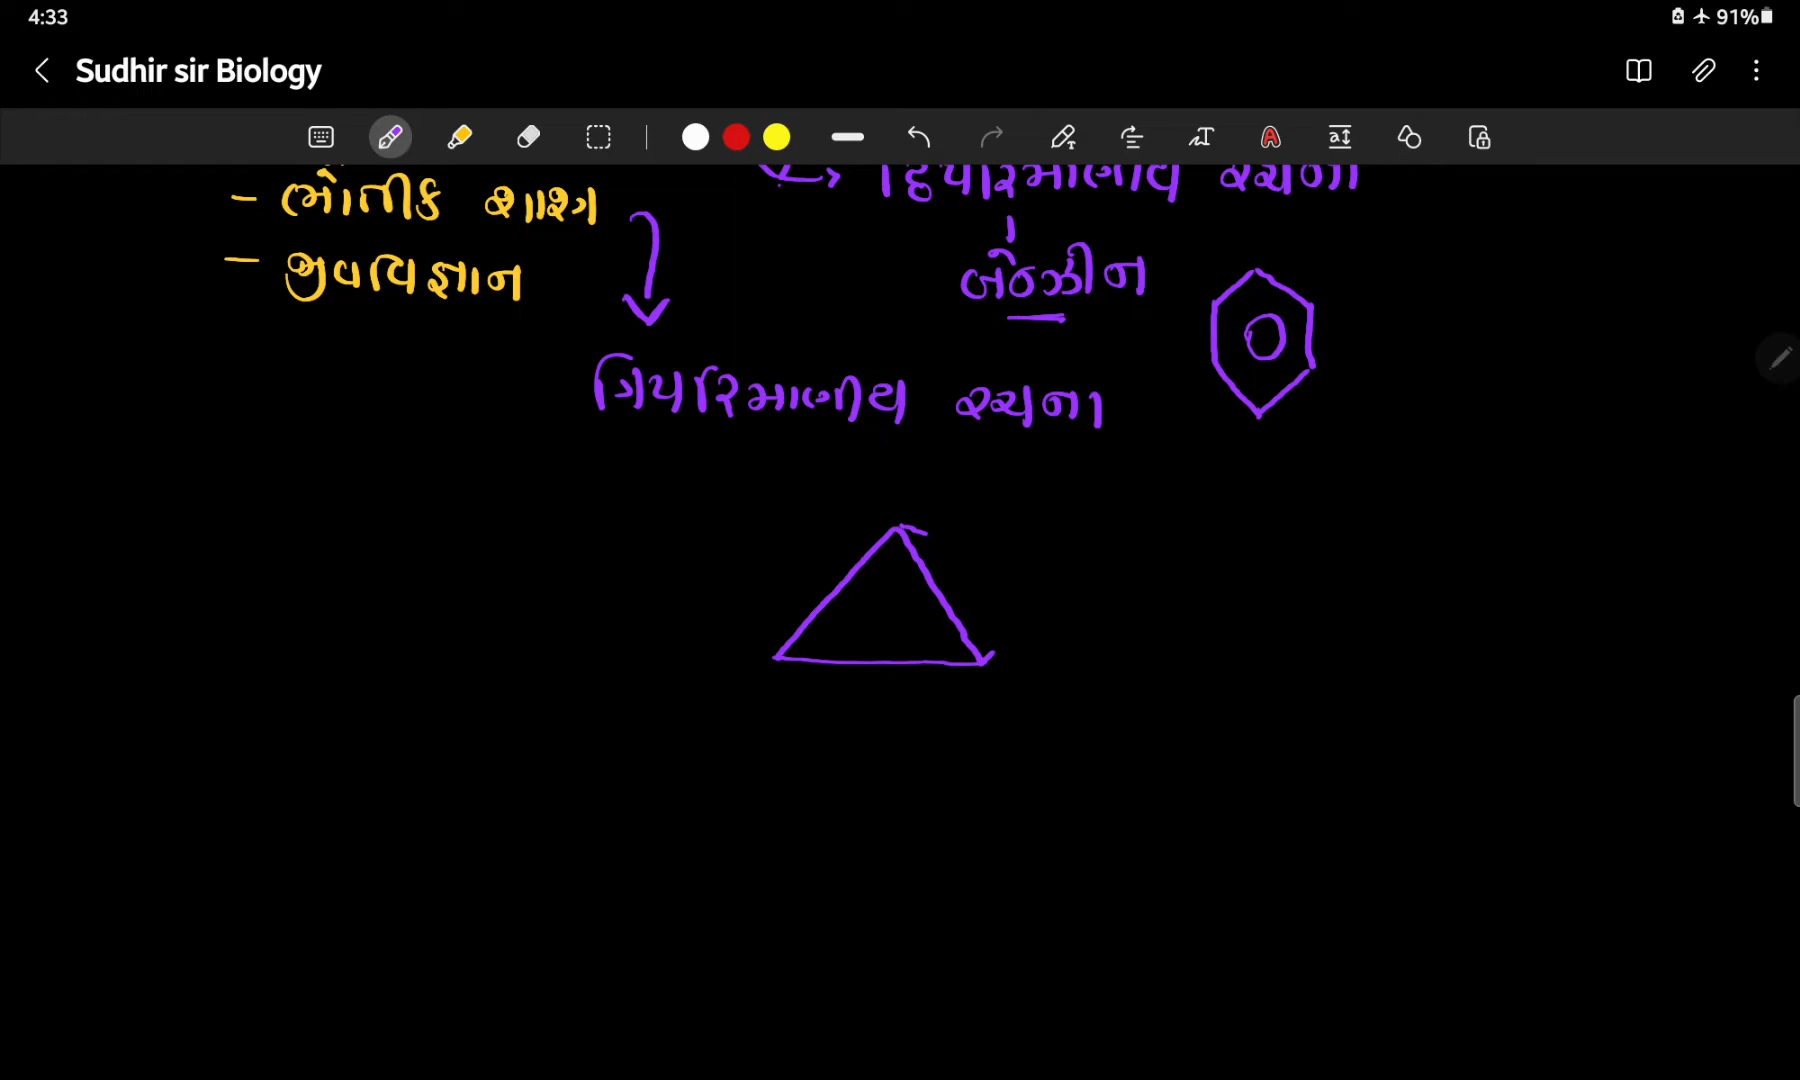 4:33
91%
Sudhir sir Biology
દ્વિપરિમાણીય રચના
- ભૌતીક શાસ્ત્ર
- જીવવિજ્ઞાન
બેન્ઝીન
ત્રિપરિમાણીય રચના